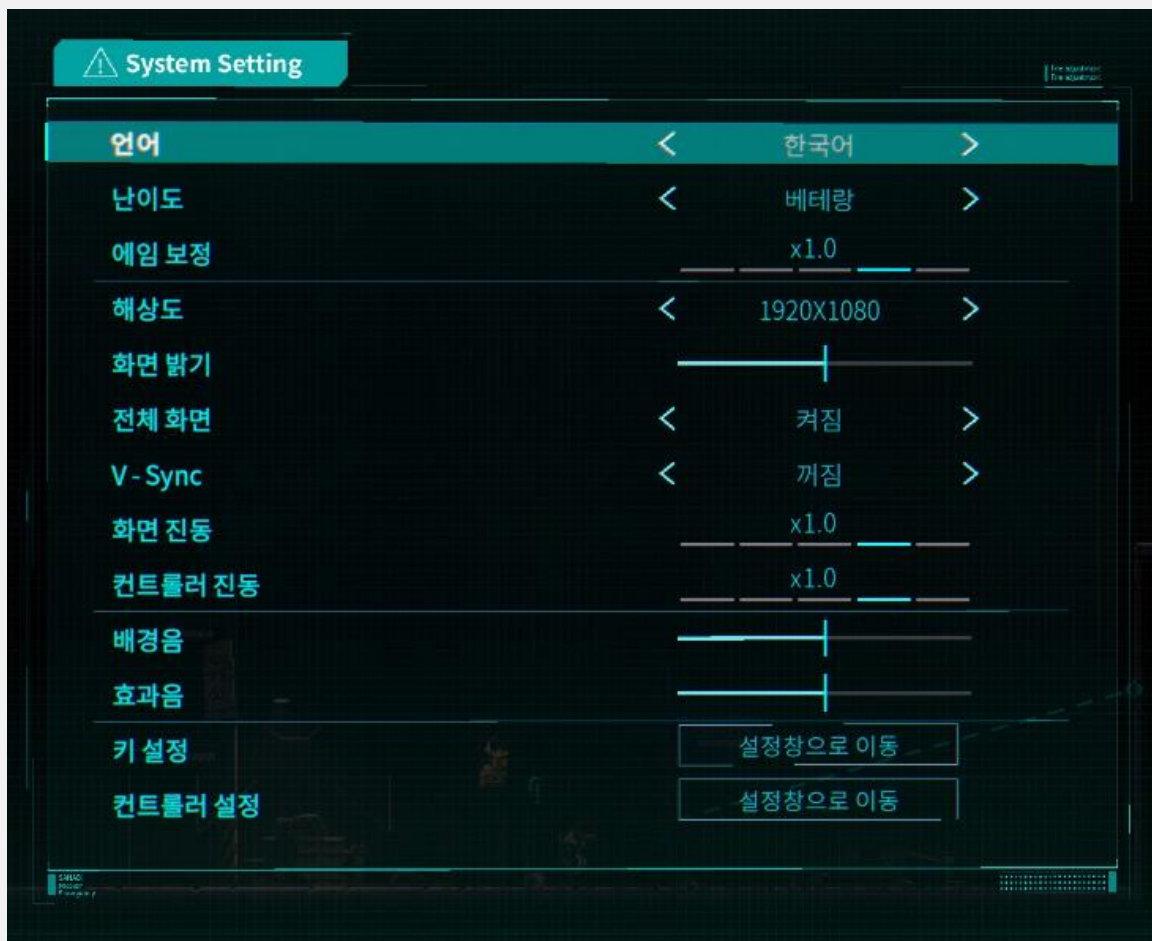 System Setting
언어 한국어
난이도 베테랑
에임 보정 x1.0
해상도 1920X1080
화면 밝기
전체 화면 켜짐
V - Sync 꺼짐
화면 진동 x1.0
컨트롤러 진동 x1.0
배경음
효과음
키 설정 설정창으로 이동
컨트롤러 설정 설정창으로 이동